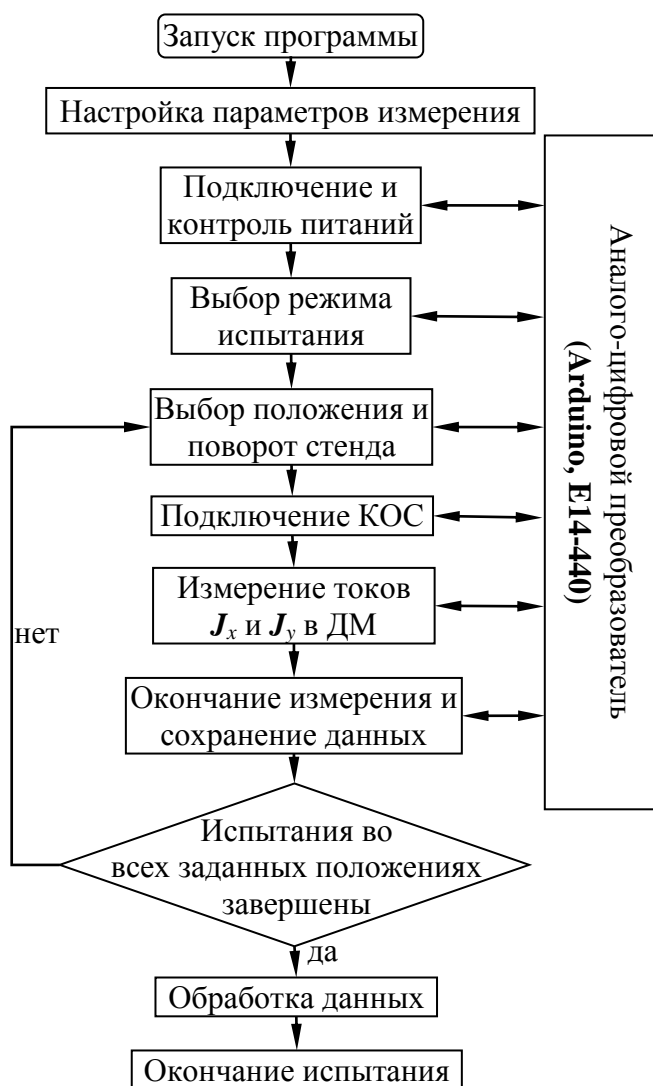 Запуск программы
Настройка параметров измерения
Подключение и
контроль питаний
Выбор режима
испытания
Выбор положения и
поворот стенда
Подключение КОС
Измерение токов
Jx и Jy в ДМ
Окончание измерения и
сохранение данных
Испытания во
всех заданных положениях
завершены
нет
да
Обработка данных
Окончание испытания
Аналого-цифровой преобразователь
(Arduino, E14-440)